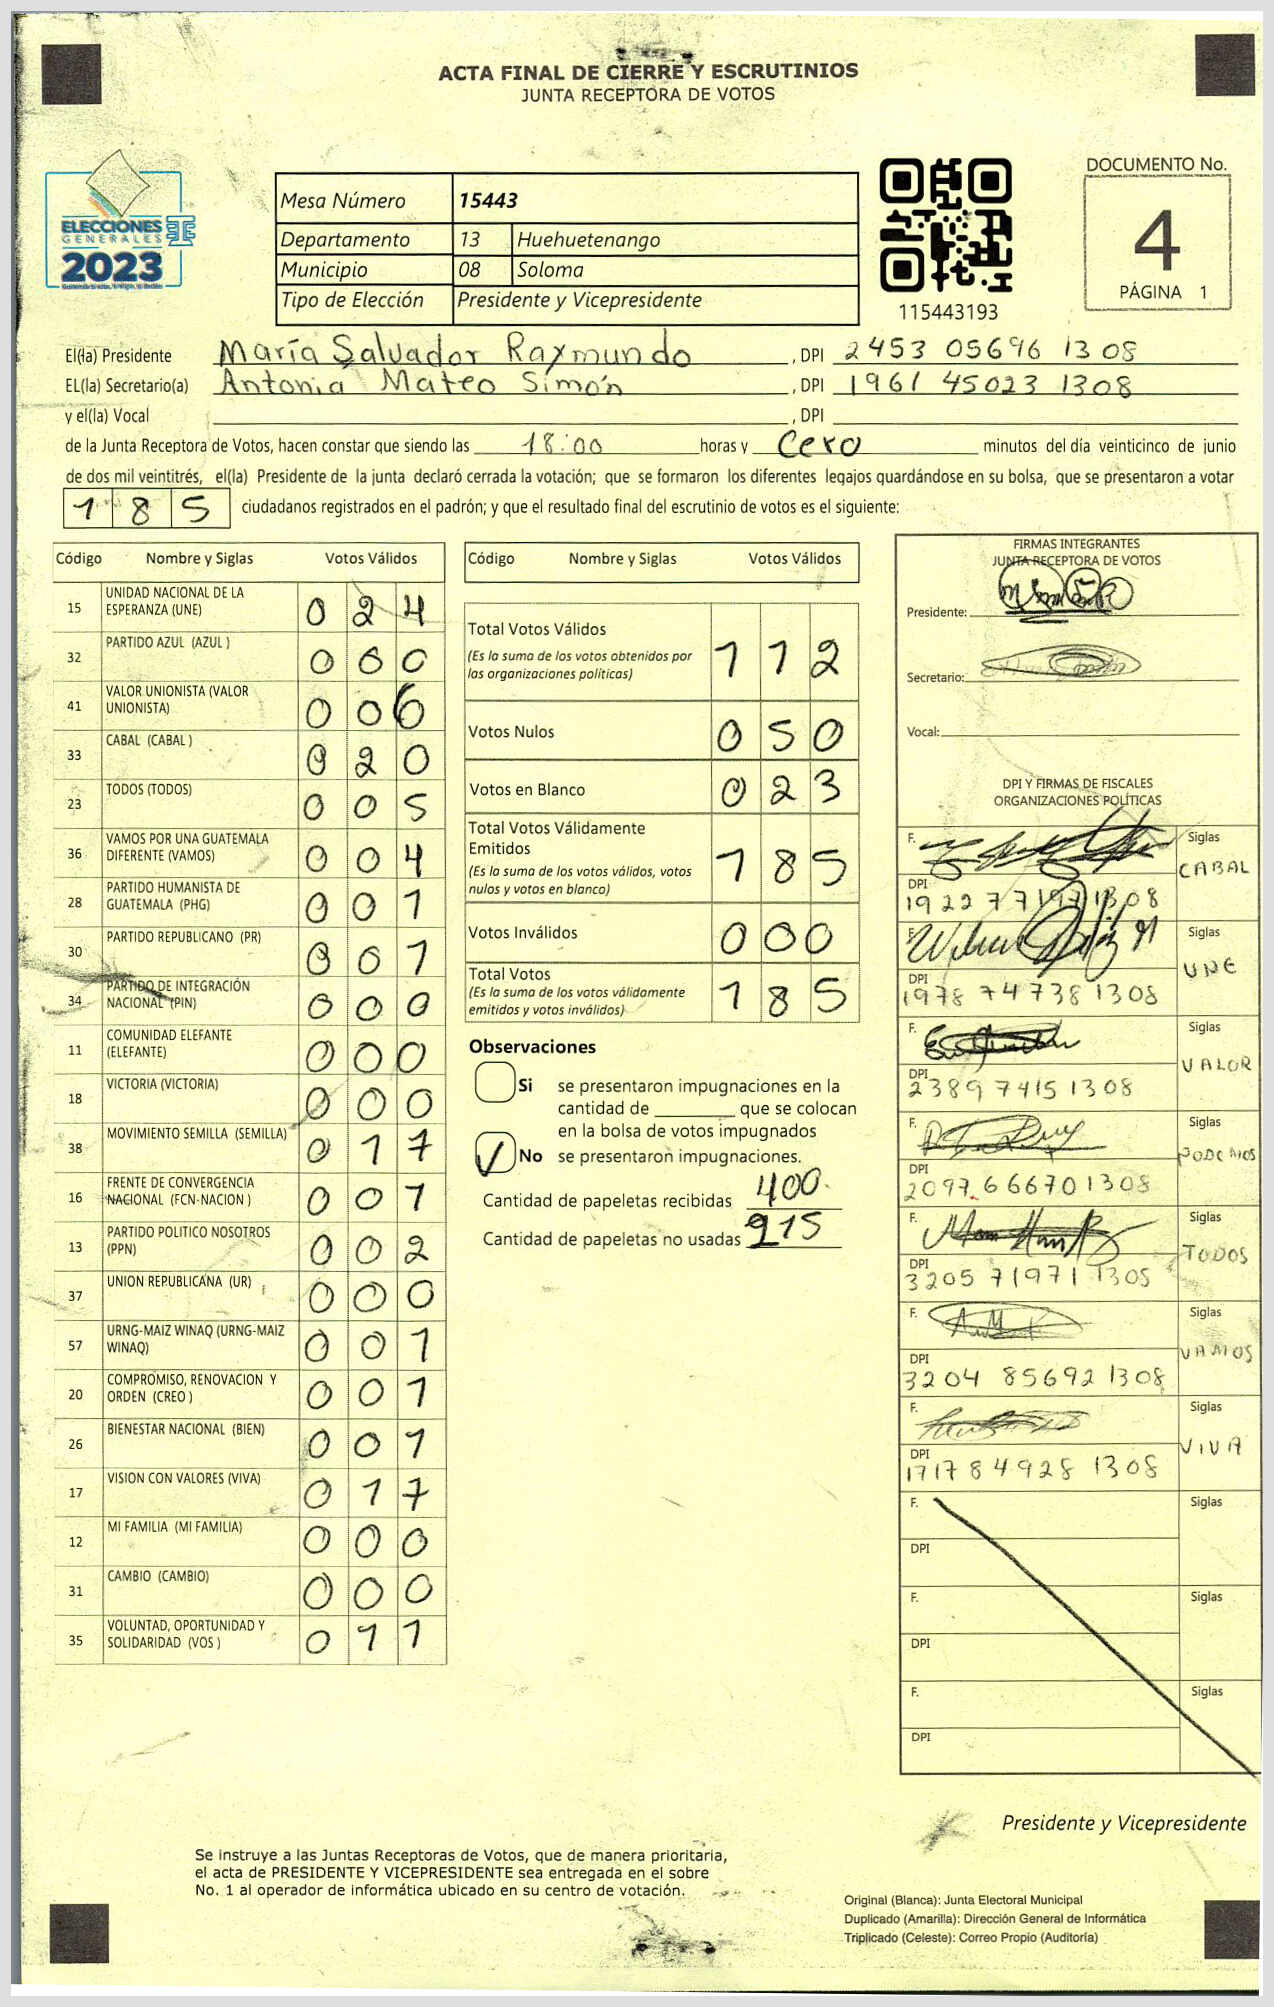 ACTA FINAL DE CIERRE Y ESCRUTINIOS
JUNTA RECEPTORA DE VOTOS
ELECCIONES
GENERALES
2023
Mesa Número 15443
Departamento 13 Huehuetenango
Municipio 08 Soloma
Tipo de Elección Presidente y Vicepresidente
115443193
DOCUMENTO No.
4
PÁGINA 1
El(la) Presidente María Salvador Raymundo , DPI 2453 05696 1308
EL(la) Secretario(a) Antonia Mateo Simón , DPI 1961 45023 1308
y el(la) Vocal , DPI
de la Junta Receptora de Votos, hacen constar que siendo las 18:00 horas y Cero minutos del día veinticinco de junio
de dos mil veintitrés, el(la) Presidente de la junta declaró cerrada la votación; que se formaron los diferentes legajos guardándose en su bolsa, que se presentaron a votar
185 ciudadanos registrados en el padrón; y que el resultado final del escrutinio de votos es el siguiente:
Código Nombre y Siglas Votos Válidos
15 UNIDAD NACIONAL DE LA ESPERANZA (UNE) 0 2 4
32 PARTIDO AZUL (AZUL ) 0 0 0
41 VALOR UNIONISTA (VALOR UNIONISTA) 0 0 6
33 CABAL (CABAL ) 0 2 0
23 TODOS (TODOS) 0 0 5
36 VAMOS POR UNA GUATEMALA DIFERENTE (VAMOS) 0 0 4
28 PARTIDO HUMANISTA DE GUATEMALA (PHG) 0 0 1
30 PARTIDO REPUBLICANO (PR) 0 0 1
34 PARTIDO DE INTEGRACIÓN NACIONAL (PIN) 0 0 0
11 COMUNIDAD ELEFANTE (ELEFANTE) 0 0 0
18 VICTORIA (VICTORIA) 0 0 0
38 MOVIMIENTO SEMILLA (SEMILLA) 0 1 7
16 FRENTE DE CONVERGENCIA NACIONAL (FCN-NACION ) 0 0 1
13 PARTIDO POLITICO NOSOTROS (PPN) 0 0 2
37 UNION REPUBLICANA (UR) 0 0 0
57 URNG-MAIZ WINAQ (URNG-MAIZ WINAQ) 0 0 1
20 COMPROMISO, RENOVACION Y ORDEN (CREO ) 0 0 1
26 BIENESTAR NACIONAL (BIEN) 0 0 1
17 VISION CON VALORES (VIVA) 0 1 7
12 MI FAMILIA (MI FAMILIA) 0 0 0
31 CAMBIO (CAMBIO) 0 0 0
35 VOLUNTAD, OPORTUNIDAD Y SOLIDARIDAD (VOS ) 0 1 1
Código Nombre y Siglas Votos Válidos
Total Votos Válidos 1 1 2
(Es la suma de los votos obtenidos por
las organizaciones políticas)
Votos Nulos 0 5 0
Votos en Blanco 0 2 3
Total Votos Válidamente
Emitidos 1 8 5
(Es la suma de los votos válidos, votos
nulos y votos en blanco)
Votos Inválidos 0 0 0
Total Votos 1 8 5
(Es la suma de los votos válidamente
emitidos y votos inválidos)
Observaciones
Si se presentaron impugnaciones en la
cantidad de ________ que se colocan
en la bolsa de votos impugnados
No se presentaron impugnaciones.
Cantidad de papeletas recibidas 400
Cantidad de papeletas no usadas 215
FIRMAS INTEGRANTES
JUNTA RECEPTORA DE VOTOS
Presidente:
Secretario:
Vocal:
DPI Y FIRMAS DE FISCALES
ORGANIZACIONES POLÍTICAS
F. Siglas CABAL
DPI 1922 77197 1308
F. Siglas UNE
DPI 1978 74738 1308
F. Siglas VALOR
DPI 2389 7415 1308
F. Siglas PODEMOS
DPI 2097 66670 1308
F. Siglas TODOS
DPI 3205 71971 1308
F. Siglas VAMOS
DPI 3204 85692 1308
F. Siglas VIVA
DPI 1717 84928 1308
F. Siglas
DPI
F. Siglas
DPI
F. Siglas
DPI
Presidente y Vicepresidente
Se instruye a las Juntas Receptoras de Votos, que de manera prioritaria,
el acta de PRESIDENTE Y VICEPRESIDENTE sea entregada en el sobre
No. 1 al operador de informática ubicado en su centro de votación.
Original (Blanca): Junta Electoral Municipal
Duplicado (Amarilla): Dirección General de Informática
Triplicado (Celeste): Correo Propio (Auditoría)